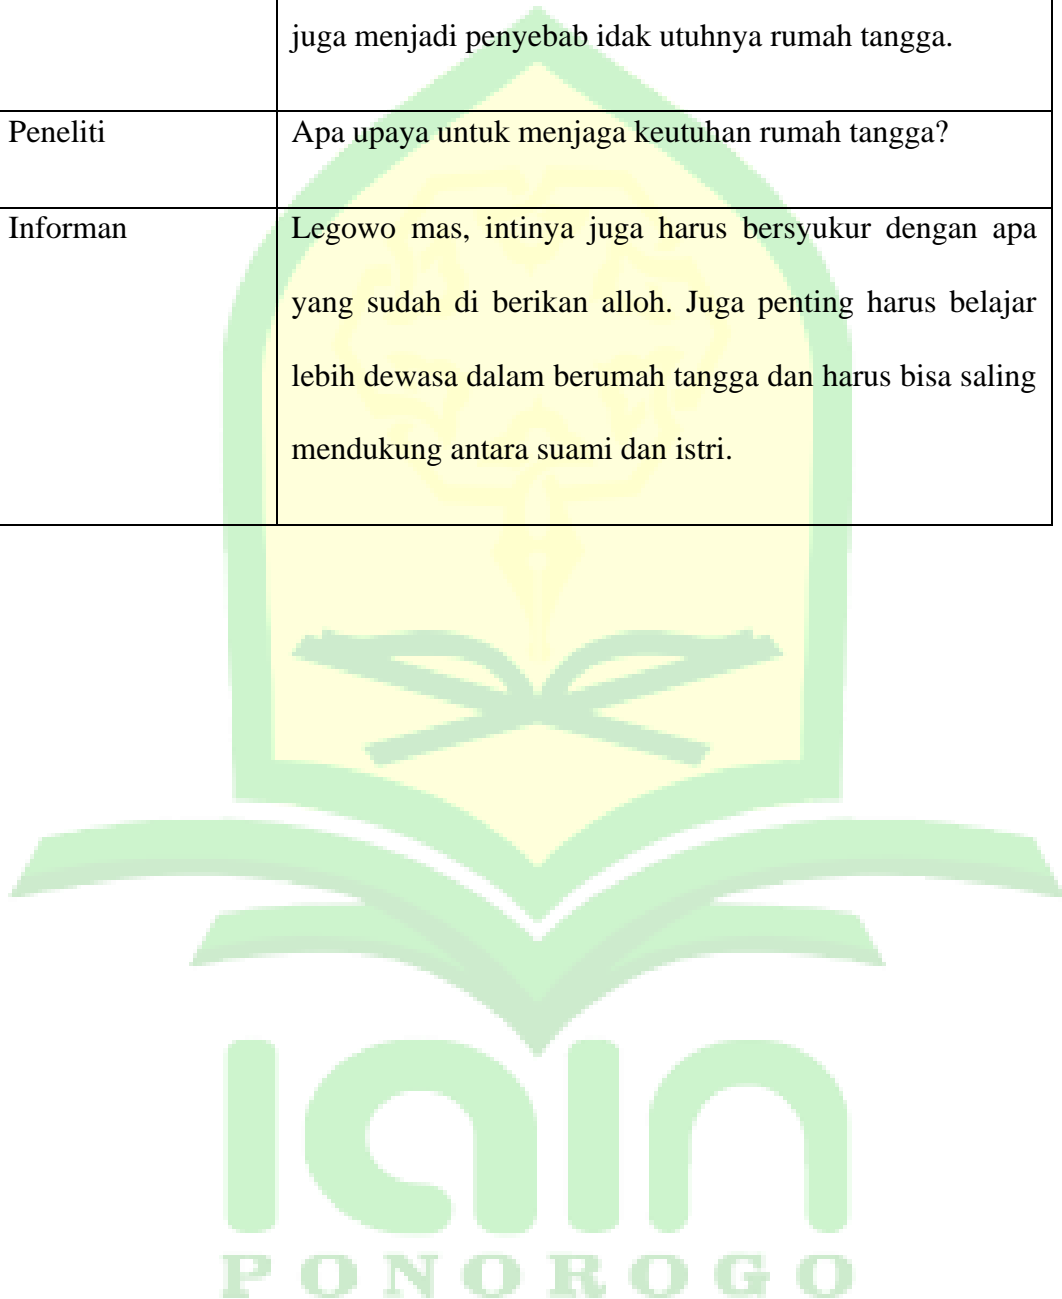 juga menjadi penyebab idak utuhnya rumah tangga.
Peneliti Apa upaya untuk menjaga keutuhan rumah tangga?
Informan Legowo mas, intinya juga harus bersyukur dengan apa
yang sudah di berikan alloh. Juga penting harus belajar
lebih dewasa dalam berumah tangga dan harus bisa saling
mendukung antara suami dan istri.
iain
PONOROGO